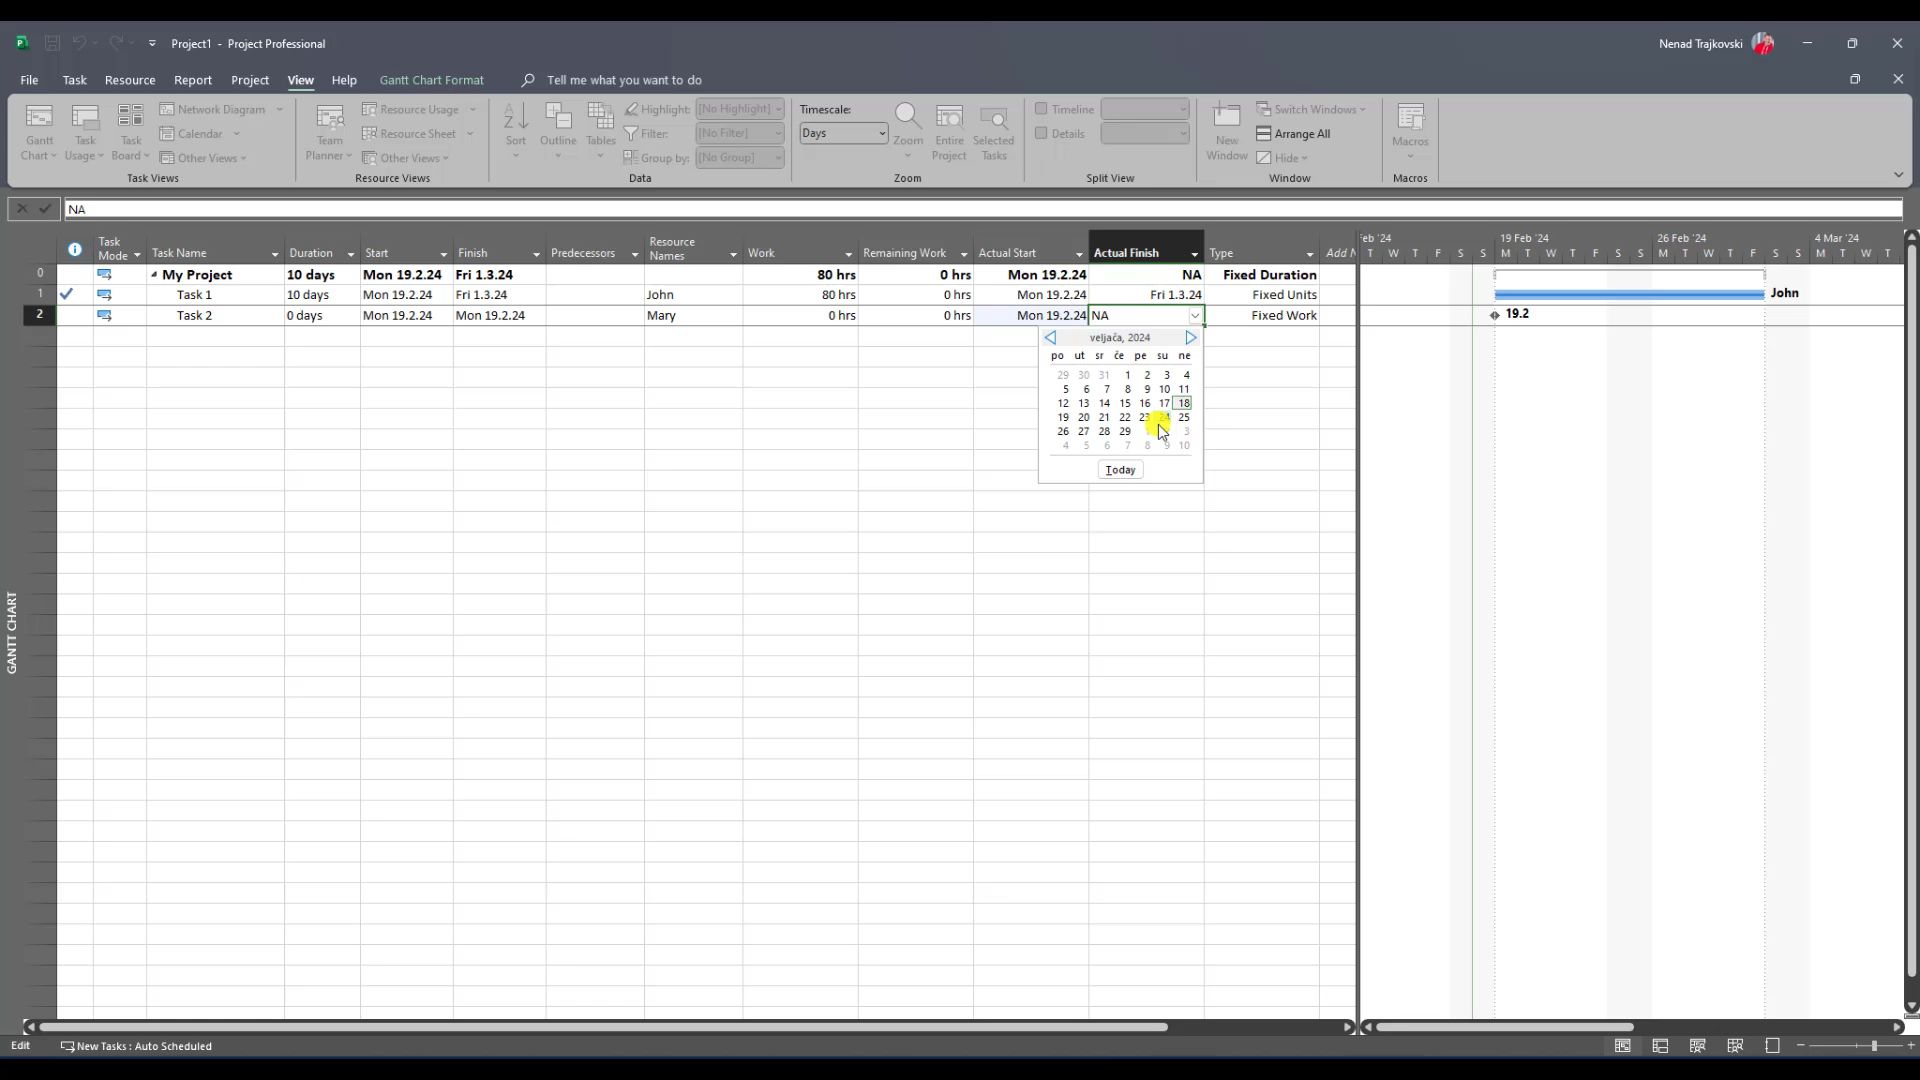 Project1 - Project Professional
Nenad Trajkovski
File Task Resource Report Project View Help Gantt Chart Format Tell me what you want to do
Gantt Chart
Task Usage
Task Board
Network Diagram
Calendar
Other Views
Task Views
Team Planner
Resource Usage
Resource Sheet
Other Views
Resource Views
Sort
Outline
Tables
Highlight: [No Highlight]
Filter: [No Filter]
Group by: [No Group]
Data
Timescale:
Days
Zoom
Entire Project
Selected Tasks
Zoom
Timeline
Details
Split View
New Window
Switch Windows
Arrange All
Hide
Window
Macros
Macros
NA
Task Mode Task Name Duration Start Finish Predecessors Resource Names Work Remaining Work Actual Start Actual Finish Type Add N
0 My Project 10 days Mon 19.2.24 Fri 1.3.24 80 hrs 0 hrs Mon 19.2.24 NA Fixed Duration
1 Task 1 10 days Mon 19.2.24 Fri 1.3.24 John 80 hrs 0 hrs Mon 19.2.24 Fri 1.3.24 Fixed Units
2 Task 2 0 days Mon 19.2.24 Mon 19.2.24 Mary 0 hrs 0 hrs Mon 19.2.24 NA Fixed Work
veljača, 2024
po ut sr če pe su ne
29 30 31 1 2 3 4
5 6 7 8 9 10 11
12 13 14 15 16 17 18
19 20 21 22 23 24 25
26 27 28 29 1 3
4 5 6 7 8 9 10
Today
eb '24 19 Feb '24 26 Feb '24 4 Mar '24
T W T F S S M T W T F S S M T W T F S S M T W T
John
19.2
GANTT CHART
Edit New Tasks : Auto Scheduled